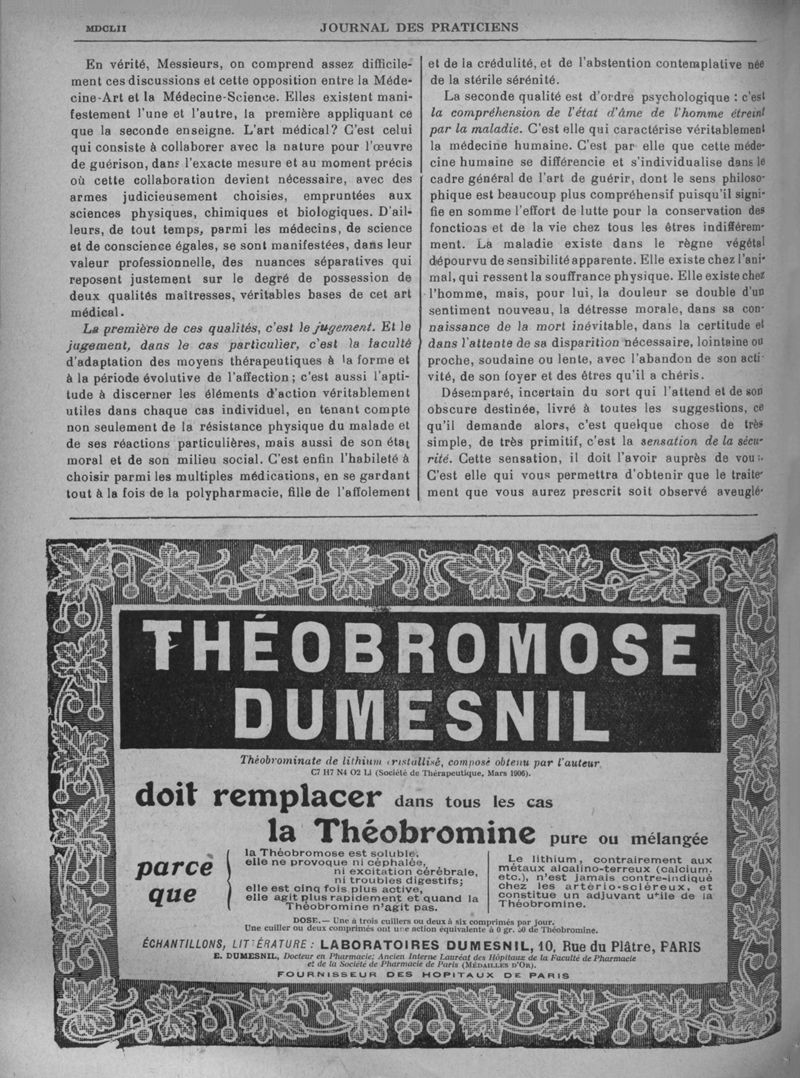 MDCLII
JOURNAL DES PRATICIENS
En vérité, Messieurs, on comprend assez difficile-
ment ces discussions et cette opposition entre la Méde-
cine-Art et la Médecine-Science. Elles existent mani-
festement l'une et l'autre, la première appliquant ce
que la seconde enseigne. L'art médical? C'est celui
qui consiste à collaborer avec la nature pour l'œuvre
de guérison, dans l'exacte mesure et au moment précis
où cette collaboration devient nécessaire, avec des
armes judicieusement choisies, empruntées aux
sciences physiques, chimiques et biologiques. D'ail-
leurs, de tout temps, parmi les médecins, de science
et de conscience égales, se sont manifestées, dans leur
valeur professionnelle, des nuances séparatives qui
reposent justement sur le degré de possession de
deux qualités maîtresses, véritables bases de cet art
médical.
La première de ces qualités, c'est le jugement. Et le
jugement, dans le cas particulier, c'est la faculté
d'adaptation des moyens thérapeutiques à la forme et
à la période évolutive de l'affection; c'est aussi l'apti-
tude à discerner les éléments d'action véritablement
utiles dans chaque cas individuel, en tenant compte
non seulement de la résistance physique du malade et
de ses réactions particulières, mais aussi de son état
moral et de son milieu social. C'est enfin l'habileté à
choisir parmi les multiples médications, en se gardant
tout à la fois de la polypharmacie, fille de l'affolement
et de la crédulité, et de l'abstention contemplative née
de la stérile sérénité.
La seconde qualité est d'ordre psychologique : c'est
la compréhension de l'état d'âme de l'homme étreint
par la maladie. C'est elle qui caractérise véritablement
la médecine humaine. C'est par elle que cette méde-
cine humaine se différencie et s'individualise dans le
cadre général de l'art de guérir, dont le sens philoso-
phique est beaucoup plus compréhensif puisqu'il signi-
fie en somme l'effort de lutte pour la conservation des
fonctions et de la vie chez tous les êtres indifférem-
ment. La maladie existe dans le règne végétal
dépourvu de sensibilité apparente. Elle existe chez l'ani-
mal, qui ressent la souffrance physique. Elle existe chez
l'homme, mais, pour lui, la douleur se double d'un
sentiment nouveau, la détresse morale, dans sa con-
naissance de la mort inévitable, dans la certitude et
dans l'attente de sa disparition nécessaire, lointaine ou
proche, soudaine ou lente, avec l'abandon de son acti-
vité, de son foyer et des êtres qu'il a chéris.
Désemparé, incertain du sort qui l'attend et de son
obscure destinée, livré à toutes les suggestions, ce
qu'il demande alors, c'est quelque chose de très
simple, de très primitif, c'est la sensation de la sécu-
rité. Cette sensation, il doit l'avoir auprès de vous.
C'est elle qui vous permettra d'obtenir que le traite-
ment que vous aurez prescrit soit observé aveuglé-
THÉOBROMOSE
DUMESNIL
Théobrominate de lithium cristallisé, composé obtenu par l'auteur
C7 H7 N4 O2 Li (Société de Thérapeutique, Mars 1906).
doit remplacer dans tous les cas
la Théobromine pure ou mélangée
parce
que
la Théobromose est soluble,
elle ne provoque ni céphalée,
ni excitation cérébrale,
ni troubles digestifs;
elle est cinq fois plus active,
elle agit plus rapidement et quand la
Théobromine n'agit pas.
Le lithium, contrairement aux
métaux alcalino-terreux (calcium,
etc.), n'est jamais contre-indiqué
chez les artério-scléreux, et
constitue un adjuvant utile de la
Théobromine.
DOSE.— Une à trois cuillers ou deux à six comprimés par jour.
Une cuiller ou deux comprimés ont une action équivalente à 0 gr. 50 de Théobromine.
ÉCHANTILLONS, LITTÉRATURE : LABORATOIRES DUMESNIL, 10, Rue du Plâtre, PARIS
E. DUMESNIL, Docteur en Pharmacie; Ancien Interne Lauréat des Hôpitaux de la Faculté de Pharmacie
et de la Société de Pharmacie de Paris (MÉDAILLES D'OR).
FOURNISSEUR DES HOPITAUX DE PARIS